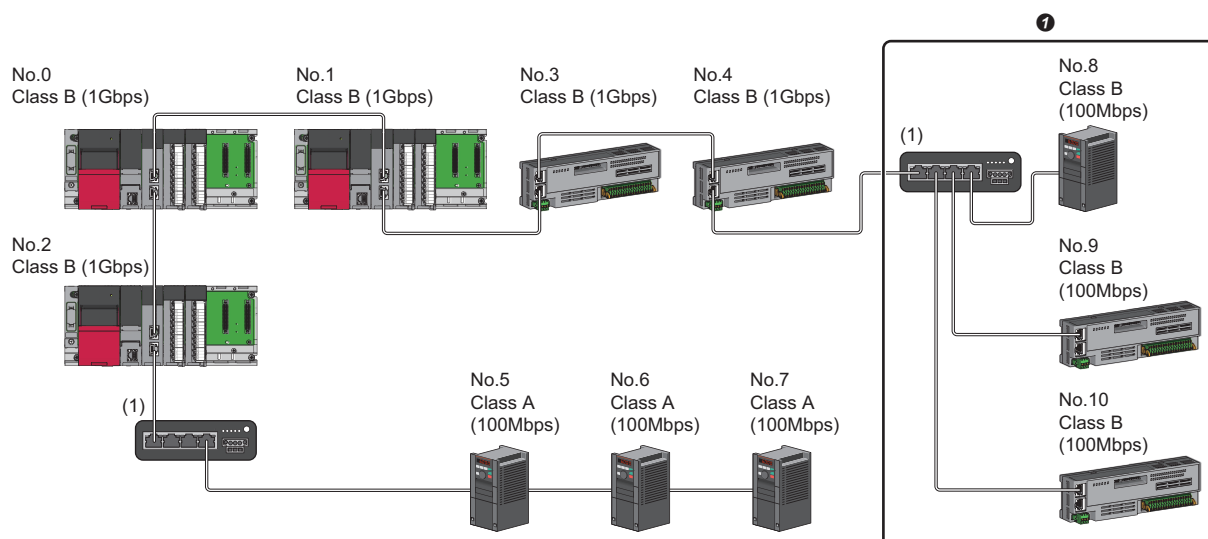 ❶
No.0
Class B (1Gbps)
No.1
Class B (1Gbps)
No.3
Class B (1Gbps)
No.4
Class B (1Gbps)
No.8
Class B
(100Mbps)
(1)
No.2
Class B (1Gbps)
No.9
Class B
(100Mbps)
(1)
No.5
Class A
(100Mbps)
No.6
Class A
(100Mbps)
No.7
Class A
(100Mbps)
No.10
Class B
(100Mbps)